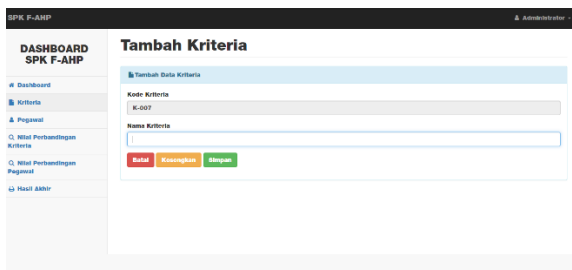 SPK F-AHP
Administrator
DASHBOARD
SPK F-AHP
Dashboard
Kriteria
Pegawai
Nilai Perbandingan
Kriteria
Nilai Perbandingan
Pegawai
Hasil Akhir
Tambah Kriteria
Tambah Data Kriteria
Kode Kriteria
K-007
Nama Kriteria
Batal Kosongkan Simpan